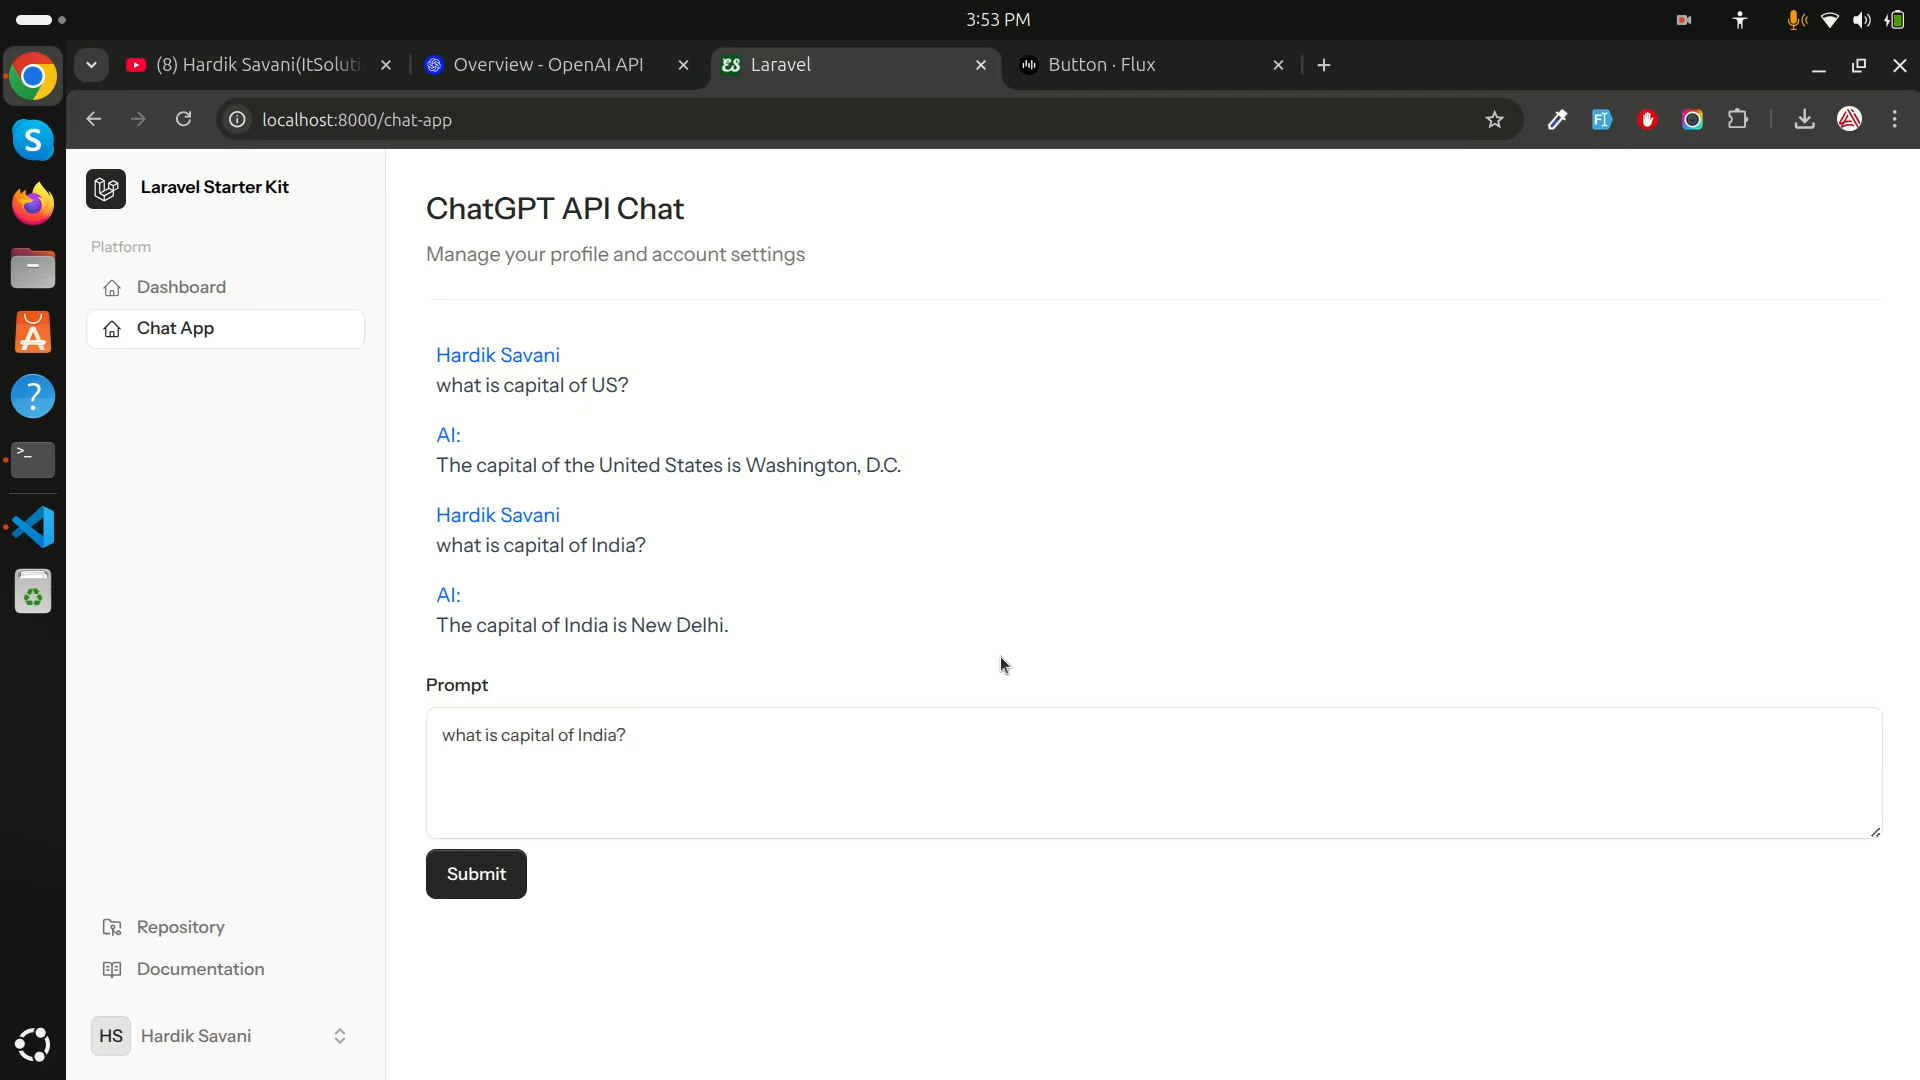 3:53 PM
(8) Hardik Savani(ItSoluti
Overview - OpenAI API
ES Laravel
Button · Flux
localhost:8000/chat-app
Laravel Starter Kit
Platform
Dashboard
Chat App
ChatGPT API Chat
Manage your profile and account settings
Hardik Savani
what is capital of US?
AI:
The capital of the United States is Washington, D.C.
Hardik Savani
what is capital of India?
AI:
The capital of India is New Delhi.
Prompt
what is capital of India?
Submit
Repository
Documentation
HS Hardik Savani